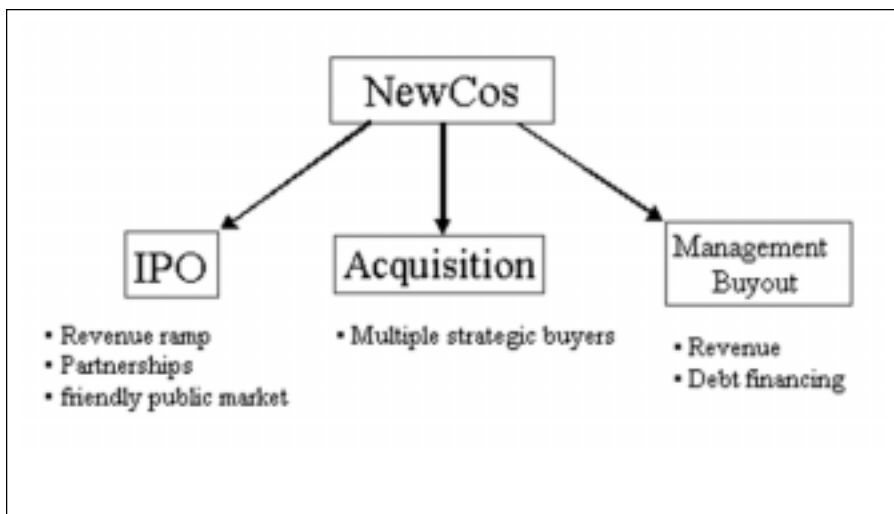 NewCos
IPO
▪ Revenue ramp
▪ Partnerships
▪ friendly public market
Acquisition
▪ Multiple strategic buyers
Management
Buyout
▪ Revenue
▪ Debt financing